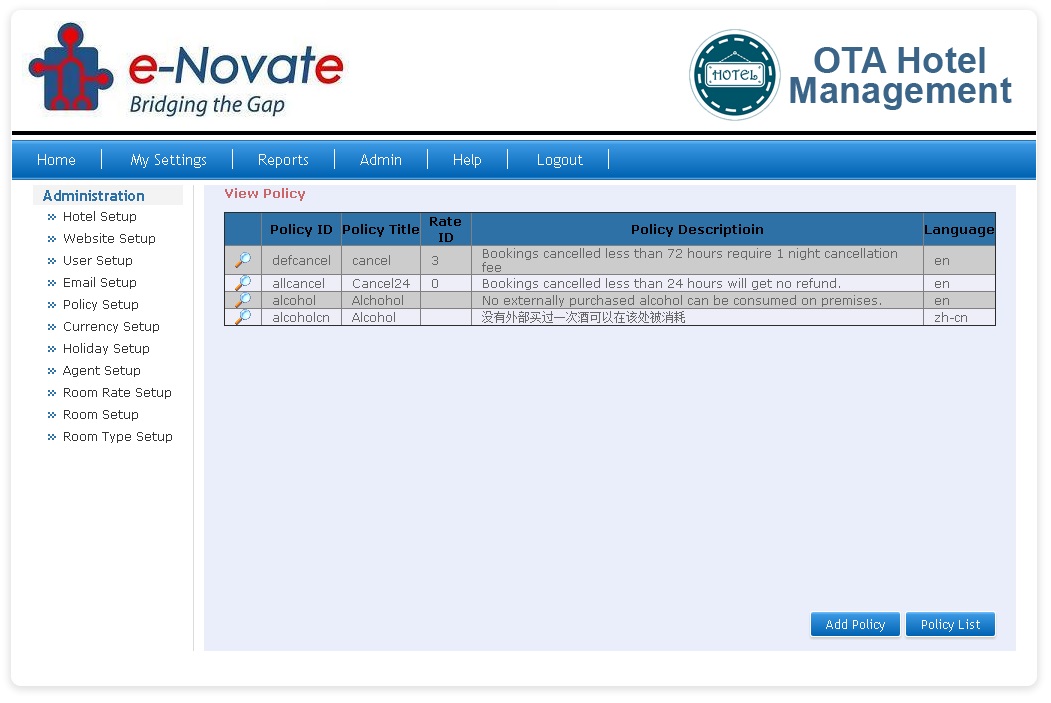 e-Novate
Bridging the Gap
HOTEL
OTA Hotel
Management
Home My Settings Reports Admin Help Logout
Administration
Hotel Setup
Website Setup
User Setup
Email Setup
Policy Setup
Currency Setup
Holiday Setup
Agent Setup
Room Rate Setup
Room Setup
Room Type Setup
View Policy
Policy ID Policy Title Rate ID Policy Descriptioin Language
defcancel cancel 3 Bookings cancelled less than 72 hours require 1 night cancellation fee en
allcancel Cancel24 0 Bookings cancelled less than 24 hours will get no refund. en
alcohol Alchohol No externally purchased alcohol can be consumed on premises. en
alcoholcn Alcohol 没有外部买过一次酒可以在该处被消耗 zh-cn
Add Policy Policy List